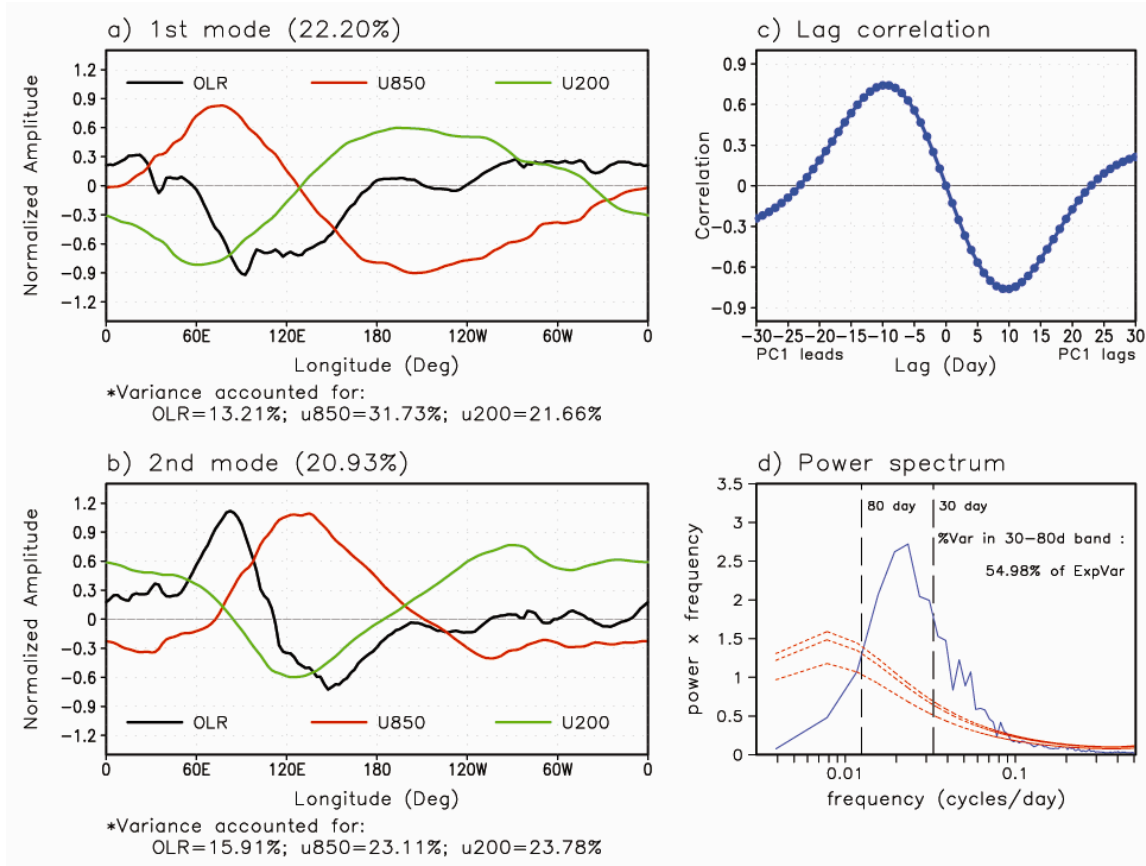 a) 1st mode (22.20%)
OLR U850 U200
Normalized Amplitude
1.2
0.9
0.6
0.3
0
−0.3
−0.6
−0.9
−1.2
0 60E 120E 180 120W 60W 0
Longitude (Deg)
*Variance accounted for:
OLR=13.21%; u850=31.73%; u200=21.66%
c) Lag correlation
Correlation
0.9
0.6
0.3
0
−0.3
−0.6
−0.9
−30−25−20−15−10−5 0 5 10 15 20 25 30
PC1 leads PC1 lags
Lag (Day)
b) 2nd mode (20.93%)
Normalized Amplitude
1.2
0.9
0.6
0.3
0
−0.3
−0.6
−0.9
−1.2
OLR U850 U200
0 60E 120E 180 120W 60W 0
Longitude (Deg)
*Variance accounted for:
OLR=15.91%; u850=23.11%; u200=23.78%
d) Power spectrum
power x frequency
3.5
3
2.5
2
1.5
1
0.5
0
80 day 30 day
%Var in 30−80d band :
54.98% of ExpVar
0.01 0.1
frequency (cycles/day)